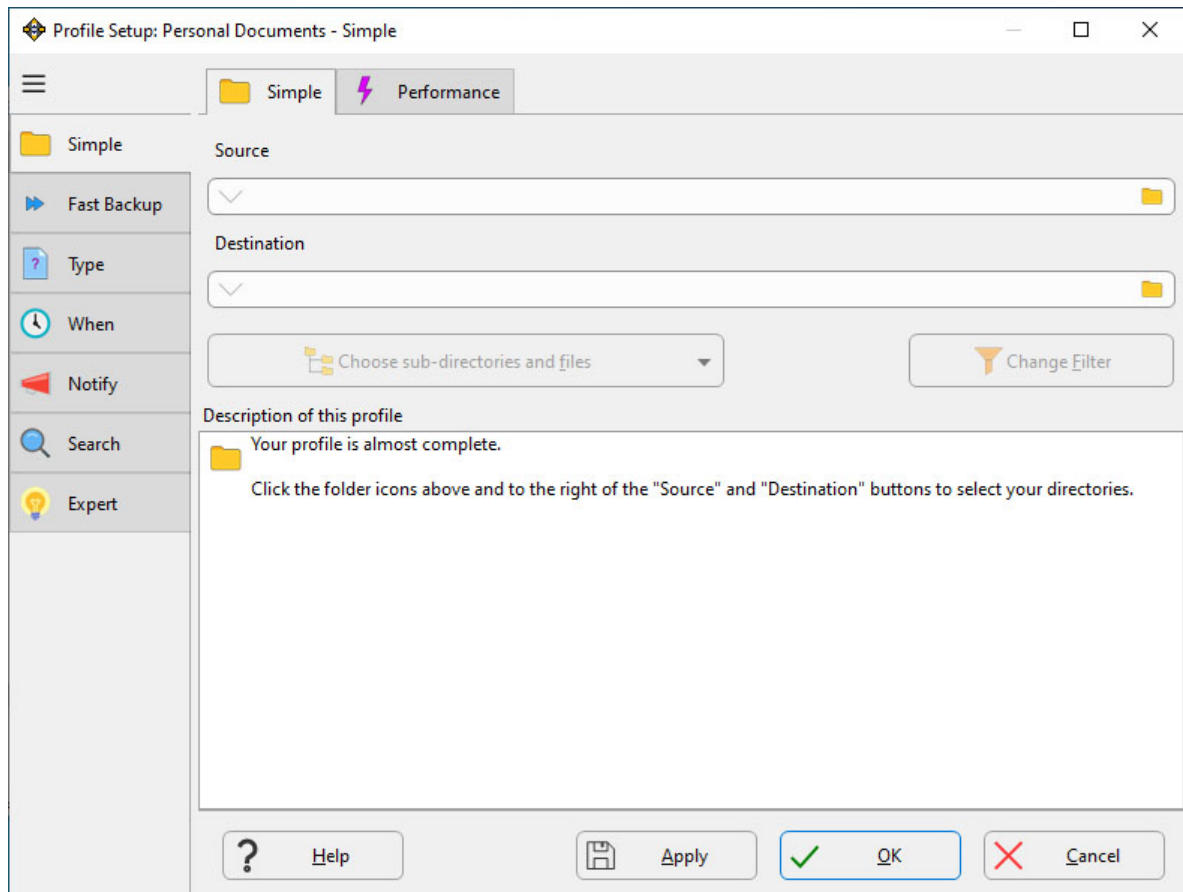 Profile Setup: Personal Documents - Simple
Simple
Performance
Simple
Fast Backup
Type
When
Notify
Search
Expert
Source
Destination
Choose sub-directories and files
Change Filter
Description of this profile
Your profile is almost complete.
Click the folder icons above and to the right of the "Source" and "Destination" buttons to select your directories.
? Help
Apply
OK
Cancel